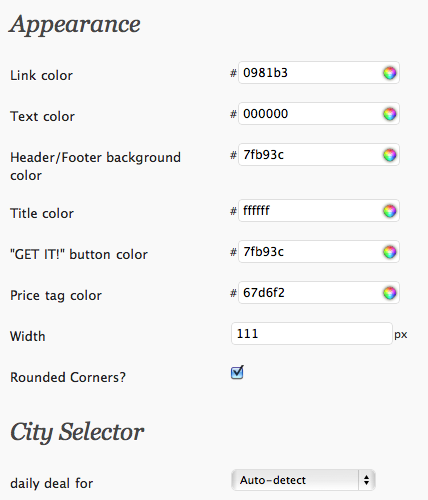 Appearance
Link color # 0981b3
Text color # 000000
Header/Footer background
color # 7fb93c
Title color # ffffff
"GET IT!" button color # 7fb93c
Price tag color # 67d6f2
Width 111 px
Rounded Corners?
City Selector
daily deal for Auto-detect